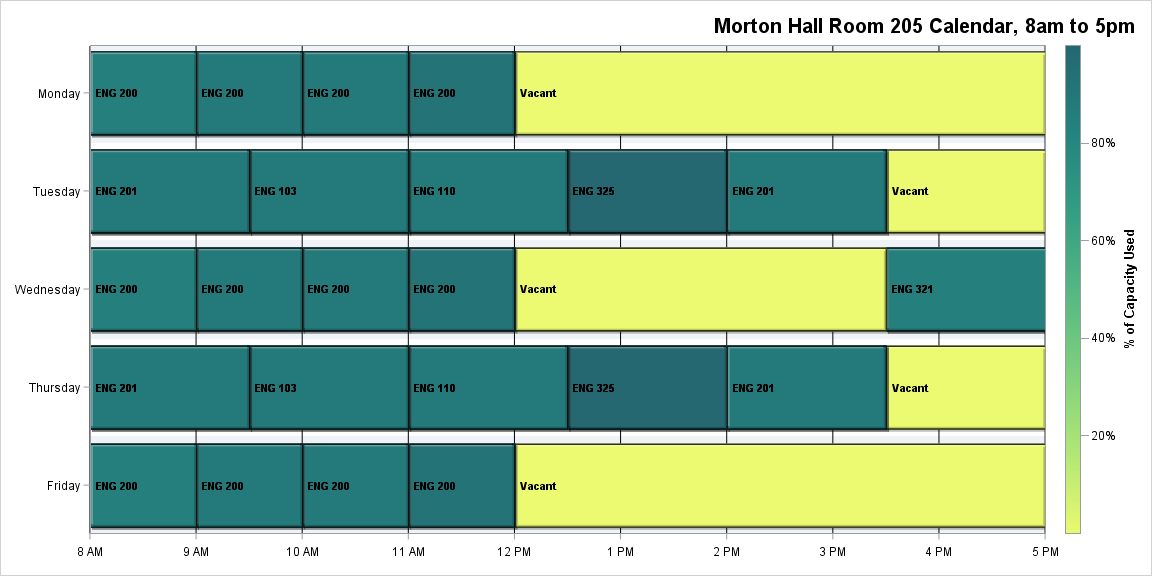 Morton Hall Room 205 Calendar, 8am to 5pm
Monday ENG 200 ENG 200 ENG 200 ENG 200 Vacant
80%
Tuesday ENG 201 ENG 103 ENG 110 ENG 325 ENG 201 Vacant
60%
Wednesday ENG 200 ENG 200 ENG 200 ENG 200 Vacant ENG 321
% of Capacity Used
40%
Thursday ENG 201 ENG 103 ENG 110 ENG 325 ENG 201 Vacant
20%
Friday ENG 200 ENG 200 ENG 200 ENG 200 Vacant
8 AM 9 AM 10 AM 11 AM 12 PM 1 PM 2 PM 3 PM 4 PM 5 PM